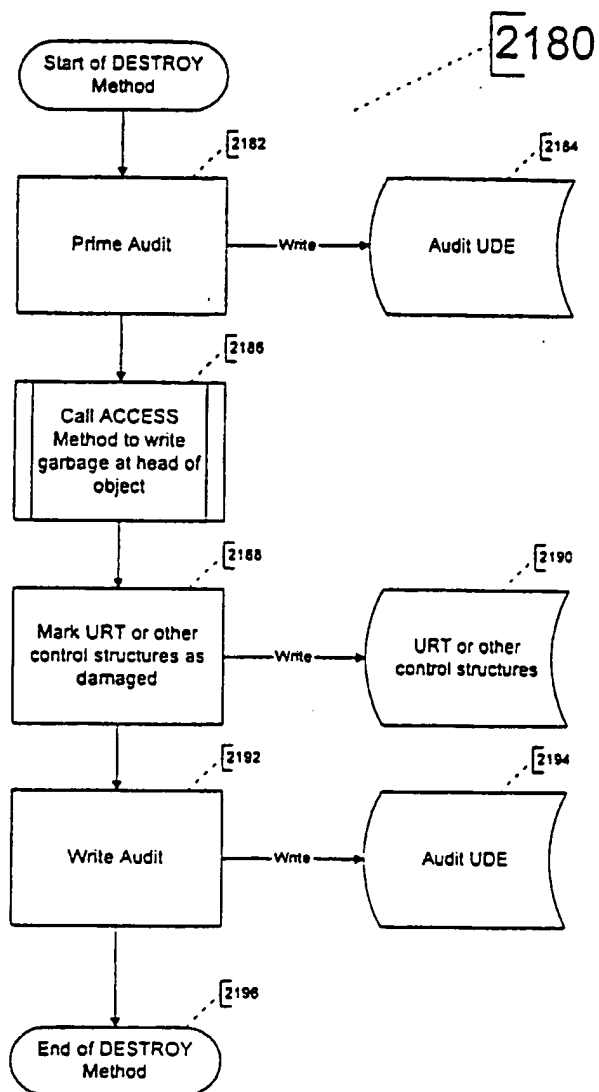 2180
Start of DESTROY
Method
2182
2184
Prime Audit
Write
Audit UDE
2186
Call ACCESS
Method to write
garbage at head of
object
2188
2190
Mark URT or other
control structures as
damaged
Write
URT or other
control structures
2192
2194
Write Audit
Write
Audit UDE
2196
End of DESTROY
Method